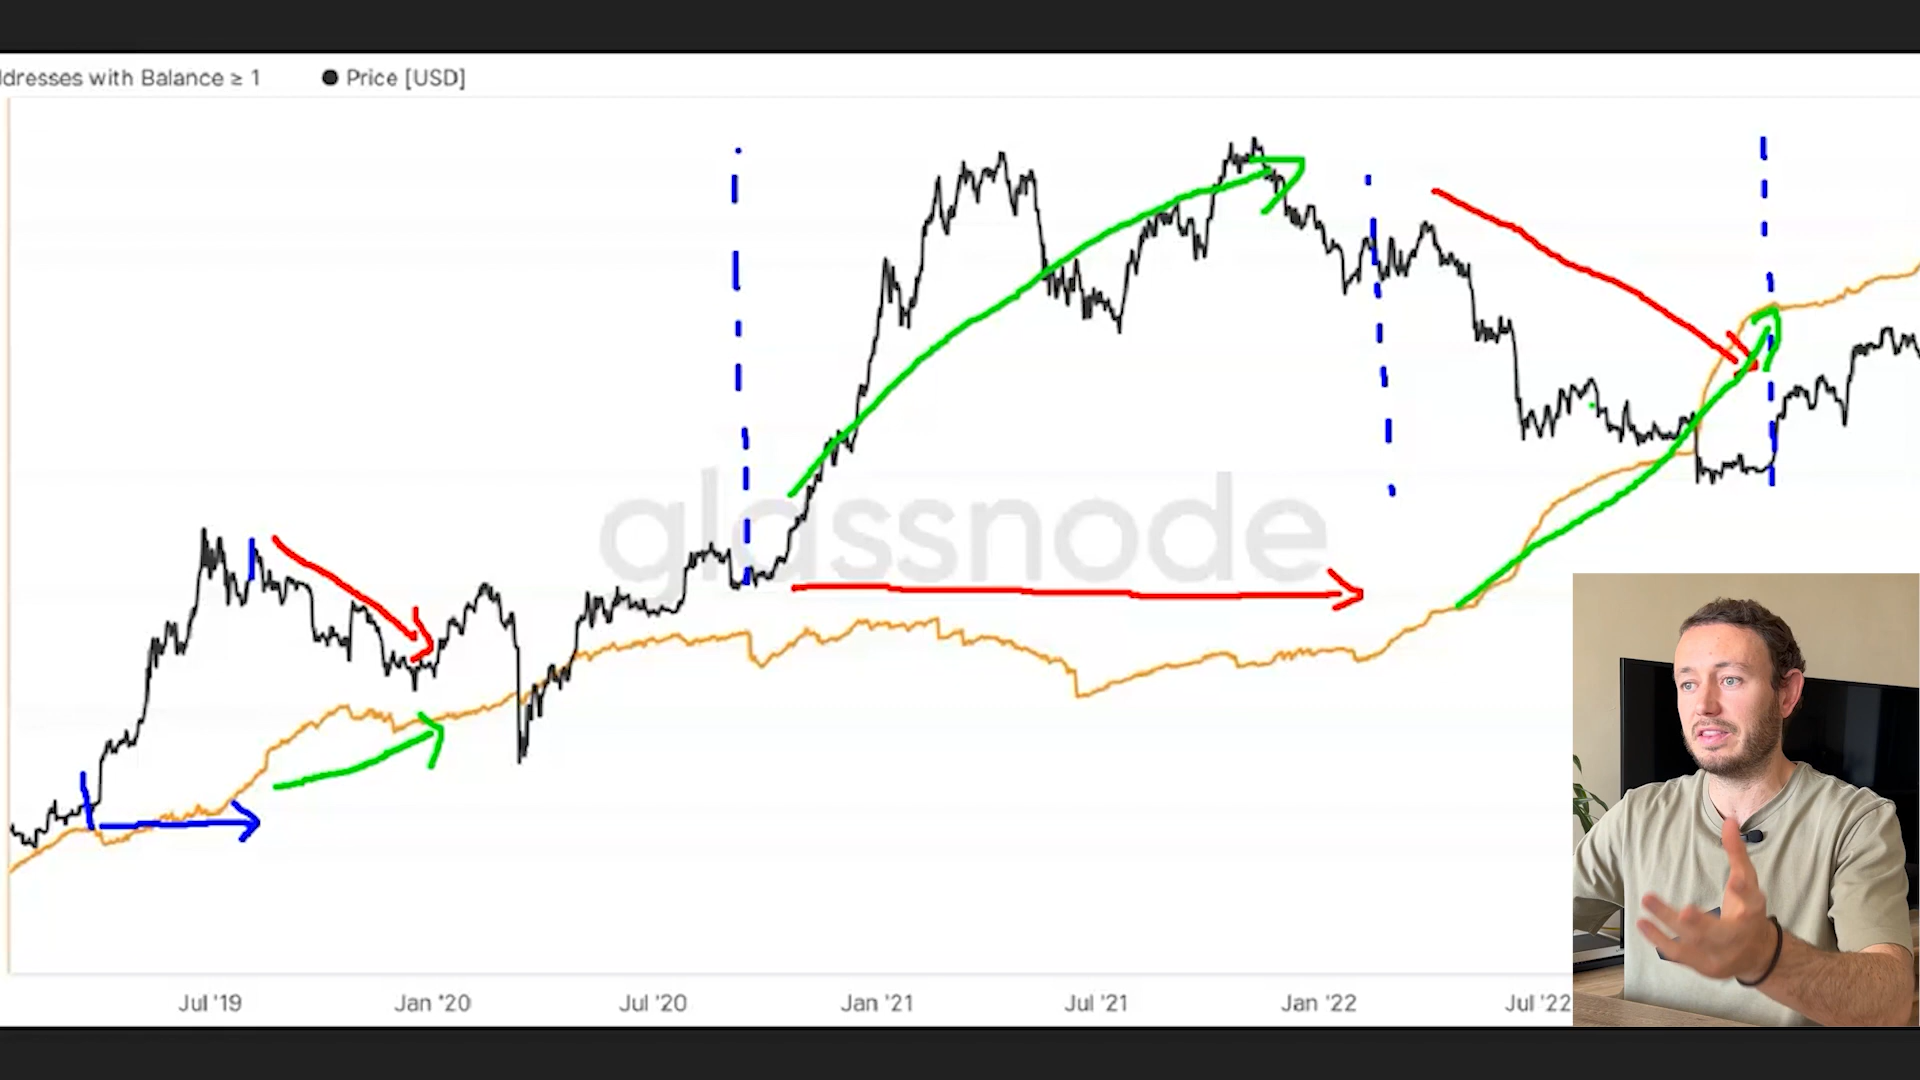 ddresses with Balance ≥ 1 Price [USD]
glassnode
Jul '19 Jan '20 Jul '20 Jan '21 Jul '21 Jan '22 Jul '22